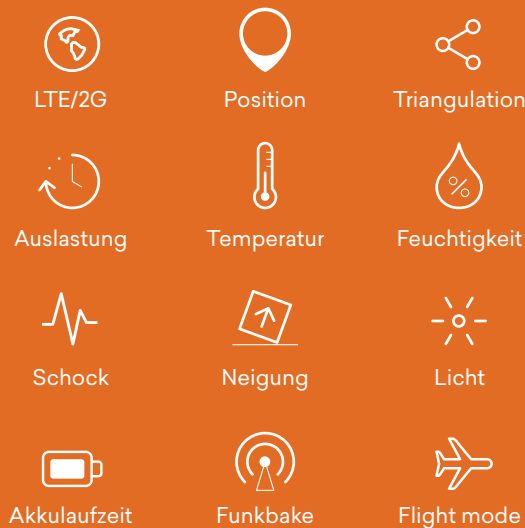 LTE/2G
Position
Triangulation
Auslastung
Temperatur
%
Feuchtigkeit
Schock
Neigung
Licht
Akkulaufzeit
Funkbake
Flight mode